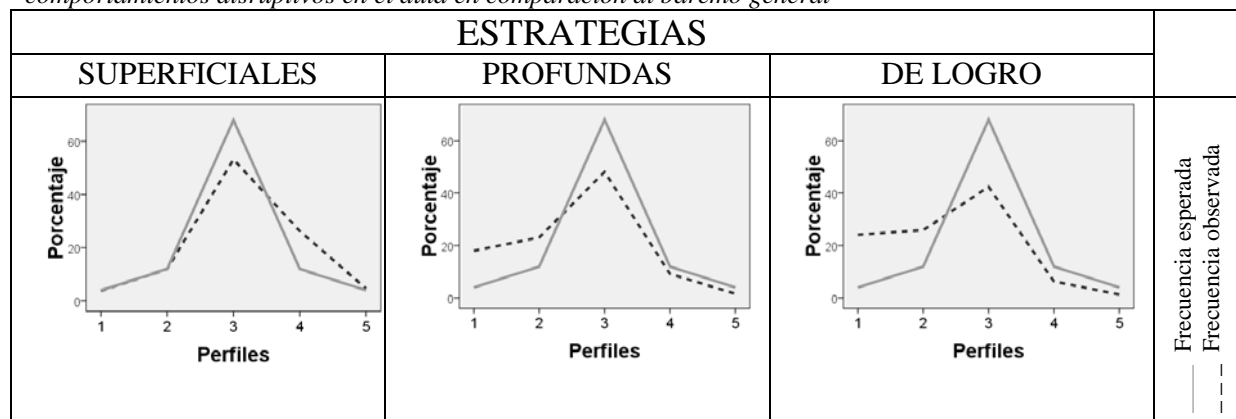 comportamientos disruptivos en el aula en comparación al baremo general
ESTRATEGIAS
SUPERFICIALES
PROFUNDAS
DE LOGRO
Porcentaje
60
40
20
0
1 2 3 4 5
Perfiles
Porcentaje
60
40
20
0
1 2 3 4 5
Perfiles
Porcentaje
60
40
20
0
1 2 3 4 5
Perfiles
Frecuencia esperada
Frecuencia observada